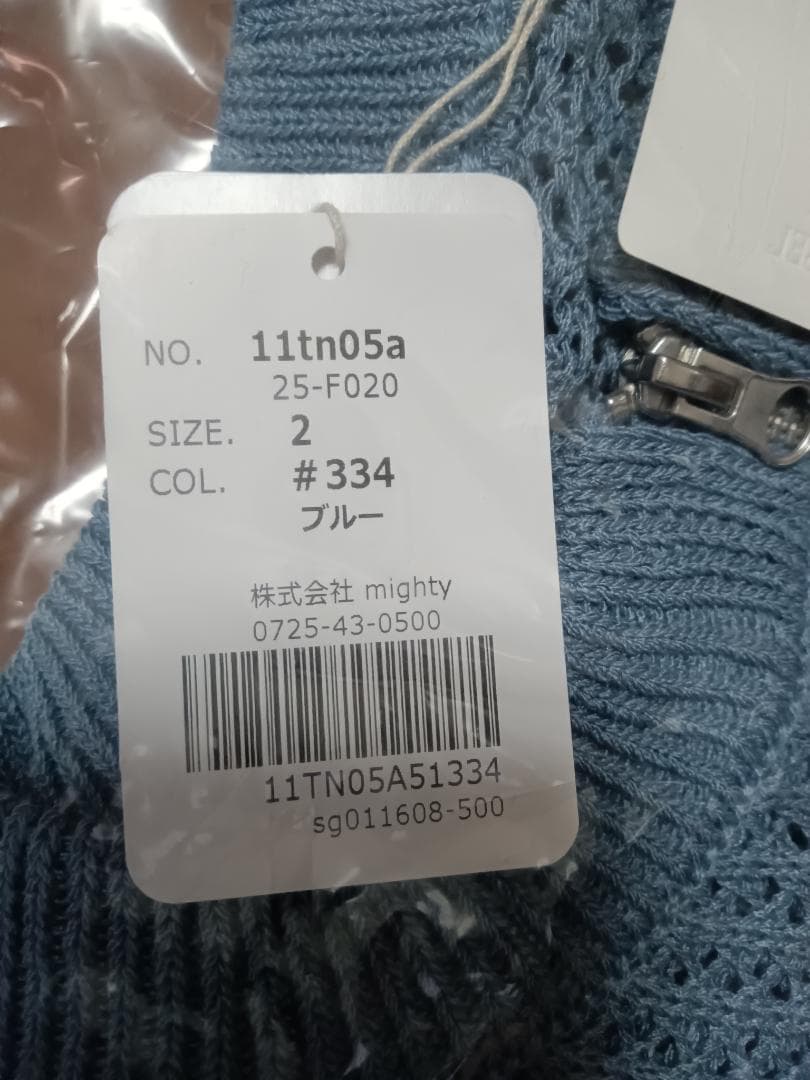 NO. 11tn05a
25-F020
SIZE. 2
COL. #334
ブルー
株式会社 mighty
0725-43-0500
11TN05A51334
sg011608-500